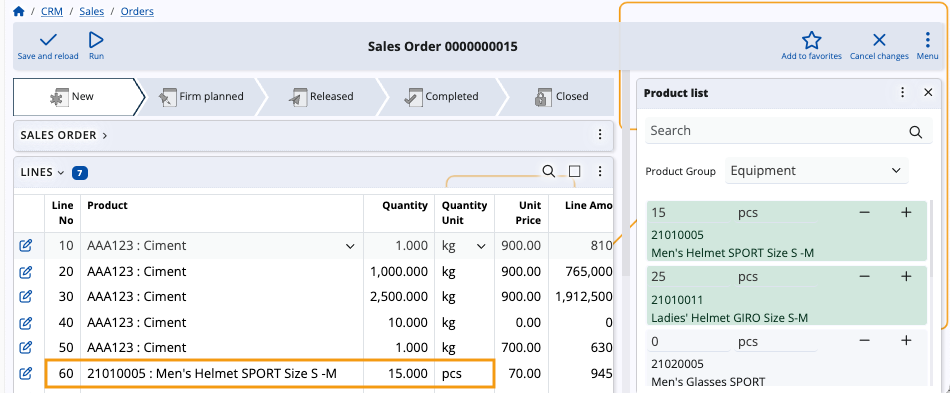 / CRM / Sales / Orders
Save and reload
Run
Sales Order 0000000015
Add to favorites
Cancel changes
Menu
New
Firm planned
Released
Completed
Closed
SALES ORDER >
LINES 7
Line No Product Quantity Quantity Unit Unit Price Line Amo
10 AAA123 : Ciment 1.000 kg 900.00 810
20 AAA123 : Ciment 1,000.000 kg 900.00 765,000
30 AAA123 : Ciment 2,500.000 kg 900.00 1,912,500
40 AAA123 : Ciment 10.000 kg 0.00 0
50 AAA123 : Ciment 1.000 kg 700.00 630
60 21010005 : Men's Helmet SPORT Size S -M 15.000 pcs 70.00 945
Product list
Search
Product Group Equipment
15 pcs − +
21010005
Men's Helmet SPORT Size S -M
25 pcs − +
21010011
Ladies' Helmet GIRO Size S-M
0 pcs − +
21020005
Men's Glasses SPORT